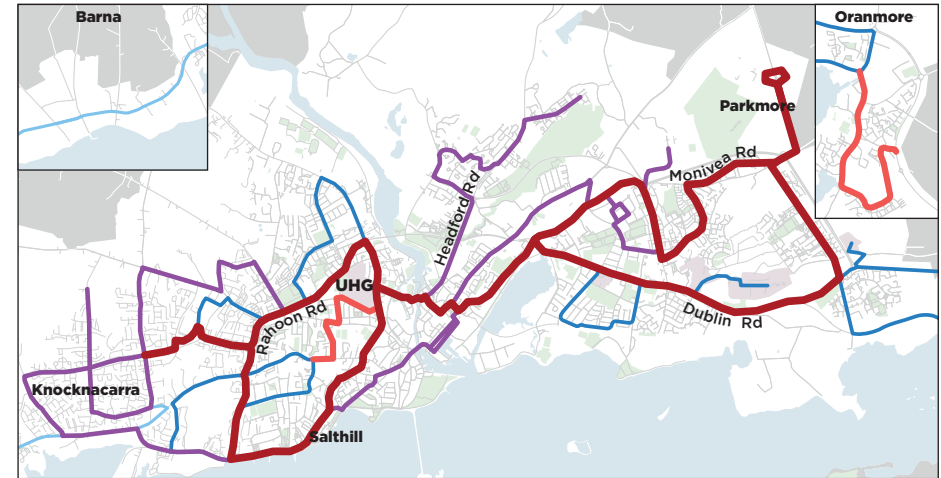 Barna
Oranmore
Parkmore
Monivea Rd
Headford Rd
UHG
Rahoon Rd
Dublin Rd
Knocknacarra
Salthill